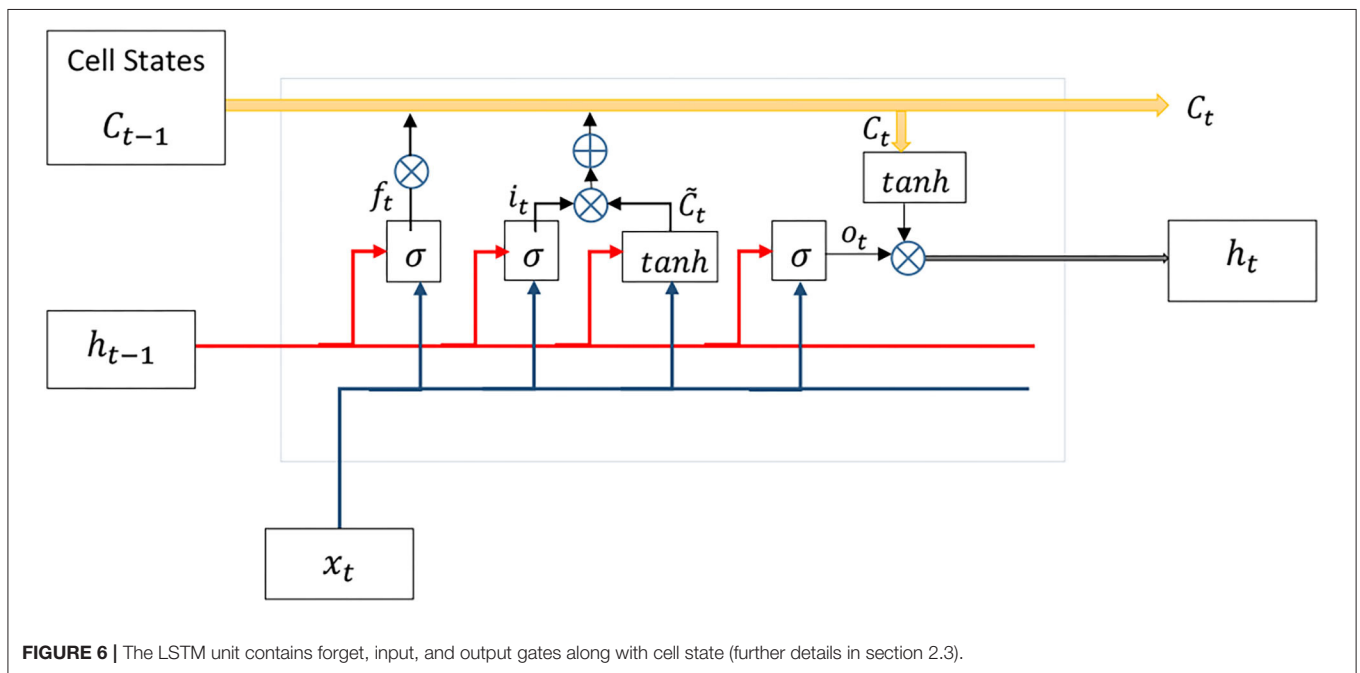 Cell States
C_{t−1}
C_t
C_t
tanh
f_t
i_t
C̃_t
σ
σ
tanh
σ
o_t
h_t
h_{t−1}
x_t
FIGURE 6 | The LSTM unit contains forget, input, and output gates along with cell state (further details in section 2.3).